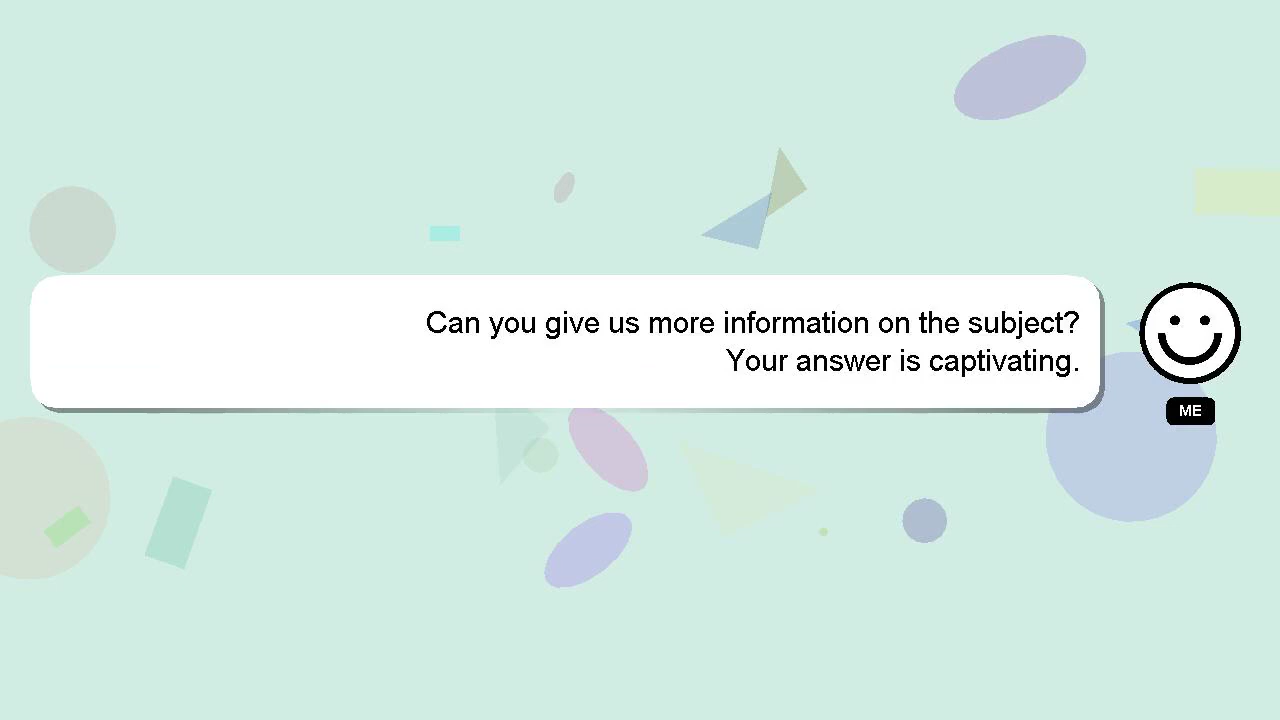 Can you give us more information on the subject?
Your answer is captivating.
ME